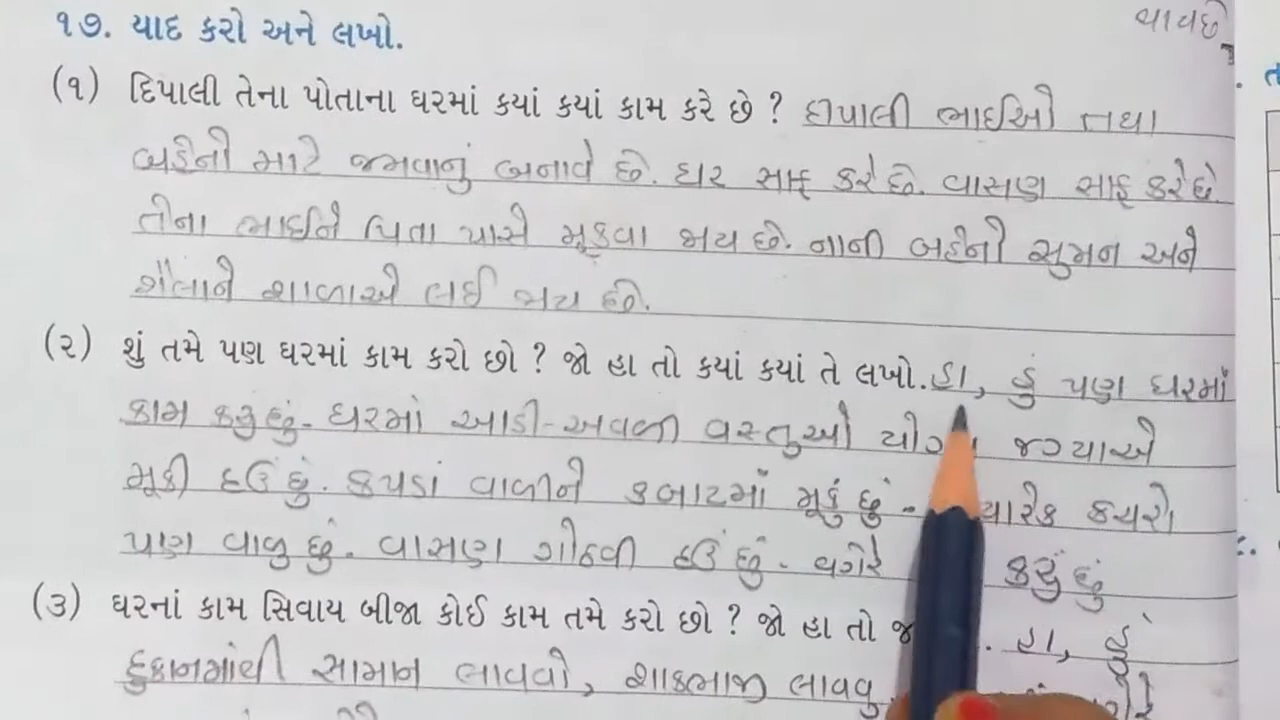 ચાવછે
૧૭. યાદ કરો અને લખો.
(૧) દિપાલી તેના પોતાના ઘરમાં કયાં કયાં કામ કરે છે ? દીપાલી ભાઈઓ તથા
બહેનો માટે જમવાનું બનાવે છે. ઘર સાફ કરે છે. વાસણ સાફ કરે છે
તેના ભાઈને પિતા પાસે મૂકવા જાય છે. નાની બહેનો સુમન અને
શૈલાને શાળાએ લઈ જાય છે.
(૨) શું તમે પણ ઘરમાં કામ કરો છો ? જો હા તો કયાં કયાં તે લખો. હા, હું પણ ઘરમાં
કામ કરું છું. ઘરમાં આડી-અવળી વસ્તુઓ જગ્યાએ
મૂકી દઉં છું. કપડાં વાળીને કબાટમાં મૂકું છું. કચરો
પણ વાળુ છું. વાસણ ગોઠવી દઉં છું. વગેરે કરું છું
(૩) ઘરનાં કામ સિવાય બીજા કોઈ કામ તમે કરો છો ? જો હા તો હા, હું
દુકાનમાંથી સામાન લાવવો, શાકભાજી લાવવુ